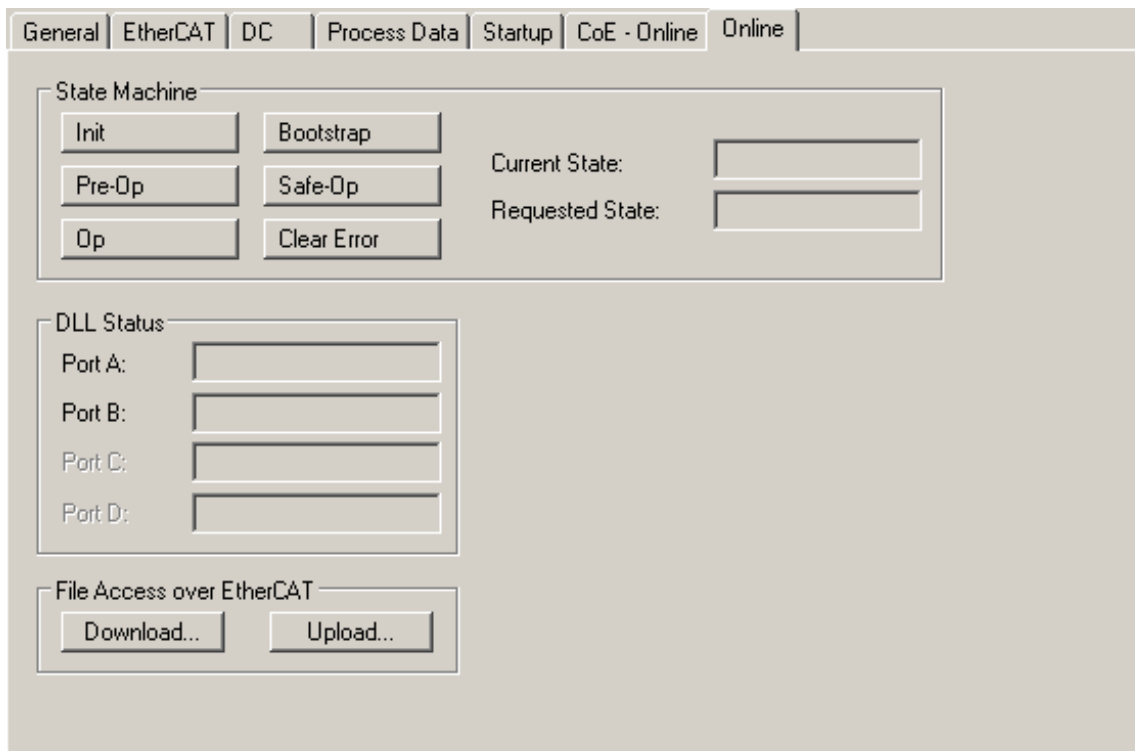 General EtherCAT DC Process Data Startup CoE - Online Online
State Machine
Init Bootstrap
Current State:
Pre-Op Safe-Op
Requested State:
Op Clear Error
DLL Status
Port A:
Port B:
Port C:
Port D:
File Access over EtherCAT
Download... Upload...